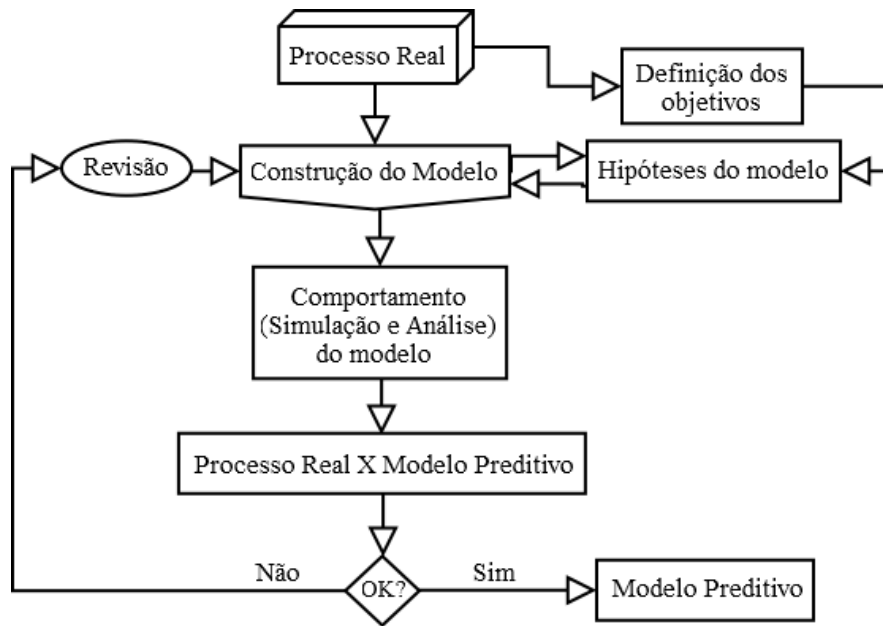 Processo Real
Definição dos
objetivos
Revisão
Construção do Modelo
Hipóteses do modelo
Comportamento
(Simulação e Análise)
do modelo
Processo Real X Modelo Preditivo
Não
OK?
Sim
Modelo Preditivo